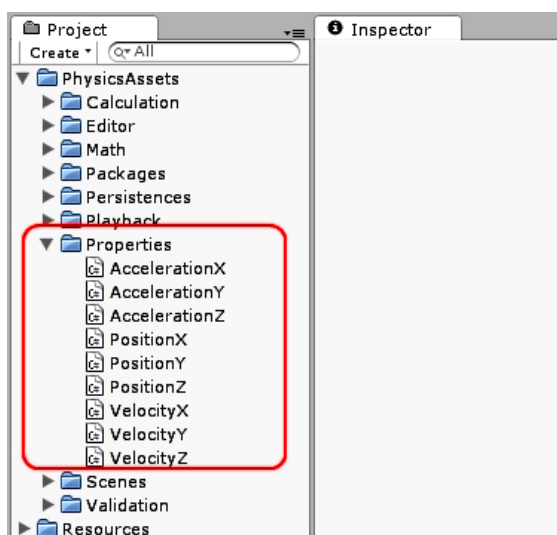 Project
Inspector
Create
All
PhysicsAssets
Calculation
Editor
Math
Packages
Persistences
Playback
Properties
AccelerationX
AccelerationY
AccelerationZ
PositionX
PositionY
PositionZ
VelocityX
VelocityY
VelocityZ
Scenes
Validation
Resources